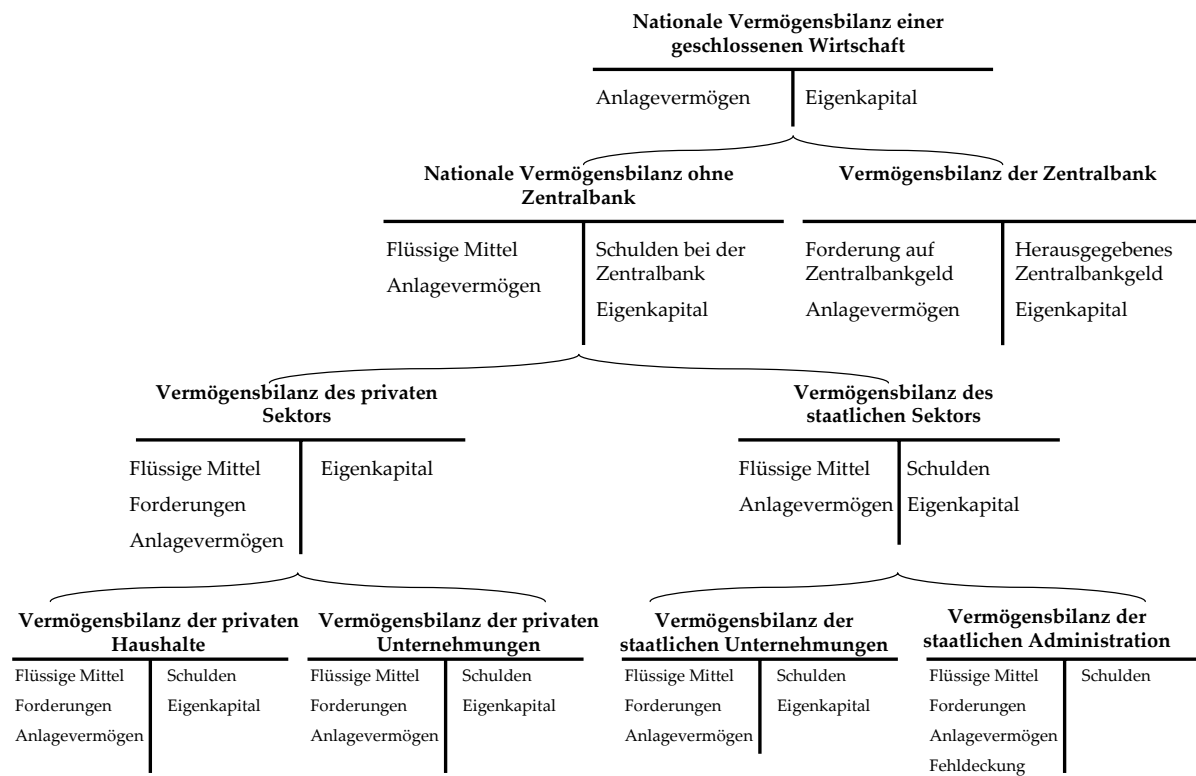 Nationale Vermögensbilanz einer
geschlossenen Wirtschaft
Anlagevermögen
Eigenkapital
Nationale Vermögensbilanz ohne
Zentralbank
Flüssige Mittel
Anlagevermögen
Schulden bei der
Zentralbank
Eigenkapital
Vermögensbilanz der Zentralbank
Forderung auf
Zentralbankgeld
Anlagevermögen
Herausgegebenes
Zentralbankgeld
Eigenkapital
Vermögensbilanz des privaten
Sektors
Flüssige Mittel
Forderungen
Anlagevermögen
Eigenkapital
Vermögensbilanz des
staatlichen Sektors
Flüssige Mittel
Anlagevermögen
Schulden
Eigenkapital
Vermögensbilanz der privaten
Haushalte
Flüssige Mittel
Forderungen
Anlagevermögen
Schulden
Eigenkapital
Vermögensbilanz der privaten
Unternehmungen
Flüssige Mittel
Forderungen
Anlagevermögen
Schulden
Eigenkapital
Vermögensbilanz der
staatlichen Unternehmungen
Flüssige Mittel
Forderungen
Anlagevermögen
Schulden
Eigenkapital
Vermögensbilanz der
staatlichen Administration
Flüssige Mittel
Forderungen
Anlagevermögen
Fehldeckung
Schulden